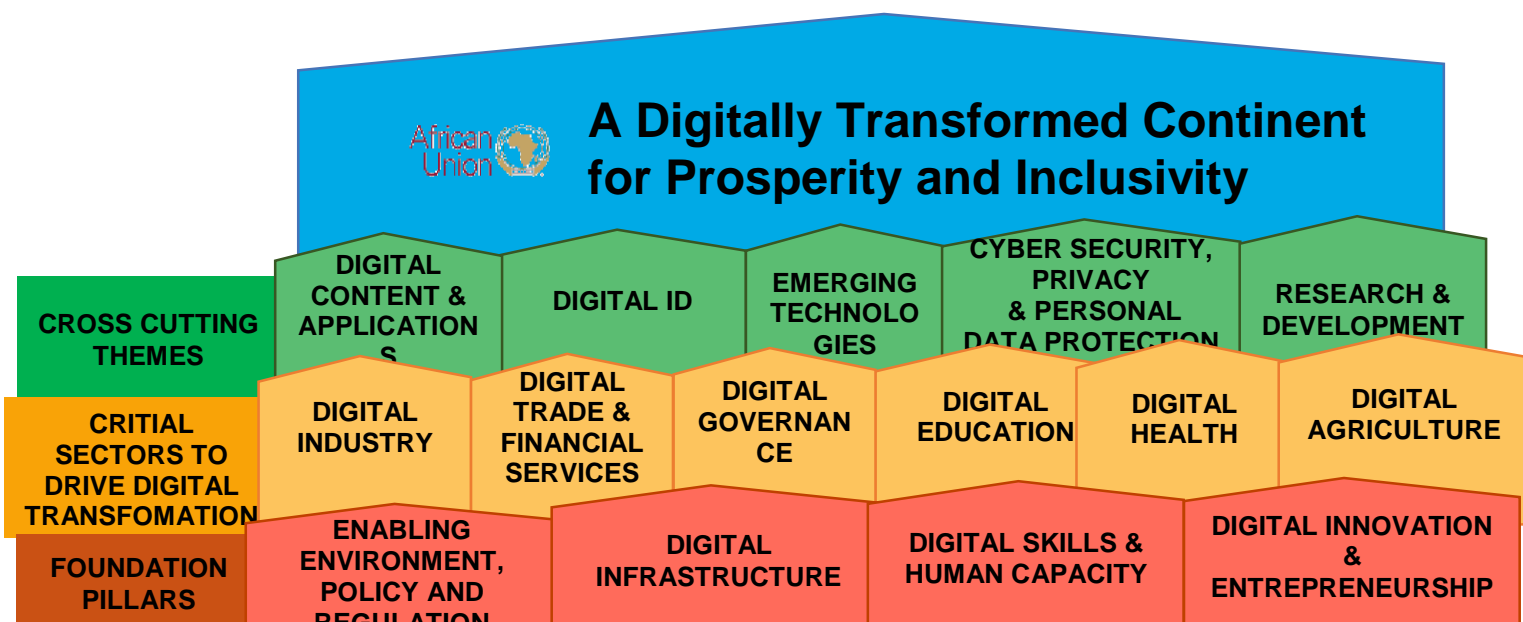 African
Union
A Digitally Transformed Continent
for Prosperity and Inclusivity
CROSS CUTTING
THEMES
DIGITAL
CONTENT &
APPLICATION
S
DIGITAL ID
EMERGING
TECHNOLO
GIES
CYBER SECURITY,
PRIVACY
& PERSONAL
DATA PROTECTION
RESEARCH &
DEVELOPMENT
CRITIAL
SECTORS TO
DRIVE DIGITAL
TRANSFOMATION
DIGITAL
INDUSTRY
DIGITAL
TRADE &
FINANCIAL
SERVICES
DIGITAL
GOVERNAN
CE
DIGITAL
EDUCATION
DIGITAL
HEALTH
DIGITAL
AGRICULTURE
FOUNDATION
PILLARS
ENABLING
ENVIRONMENT,
POLICY AND
REGULATION
DIGITAL
INFRASTRUCTURE
DIGITAL SKILLS &
HUMAN CAPACITY
DIGITAL INNOVATION
&
ENTREPRENEURSHIP